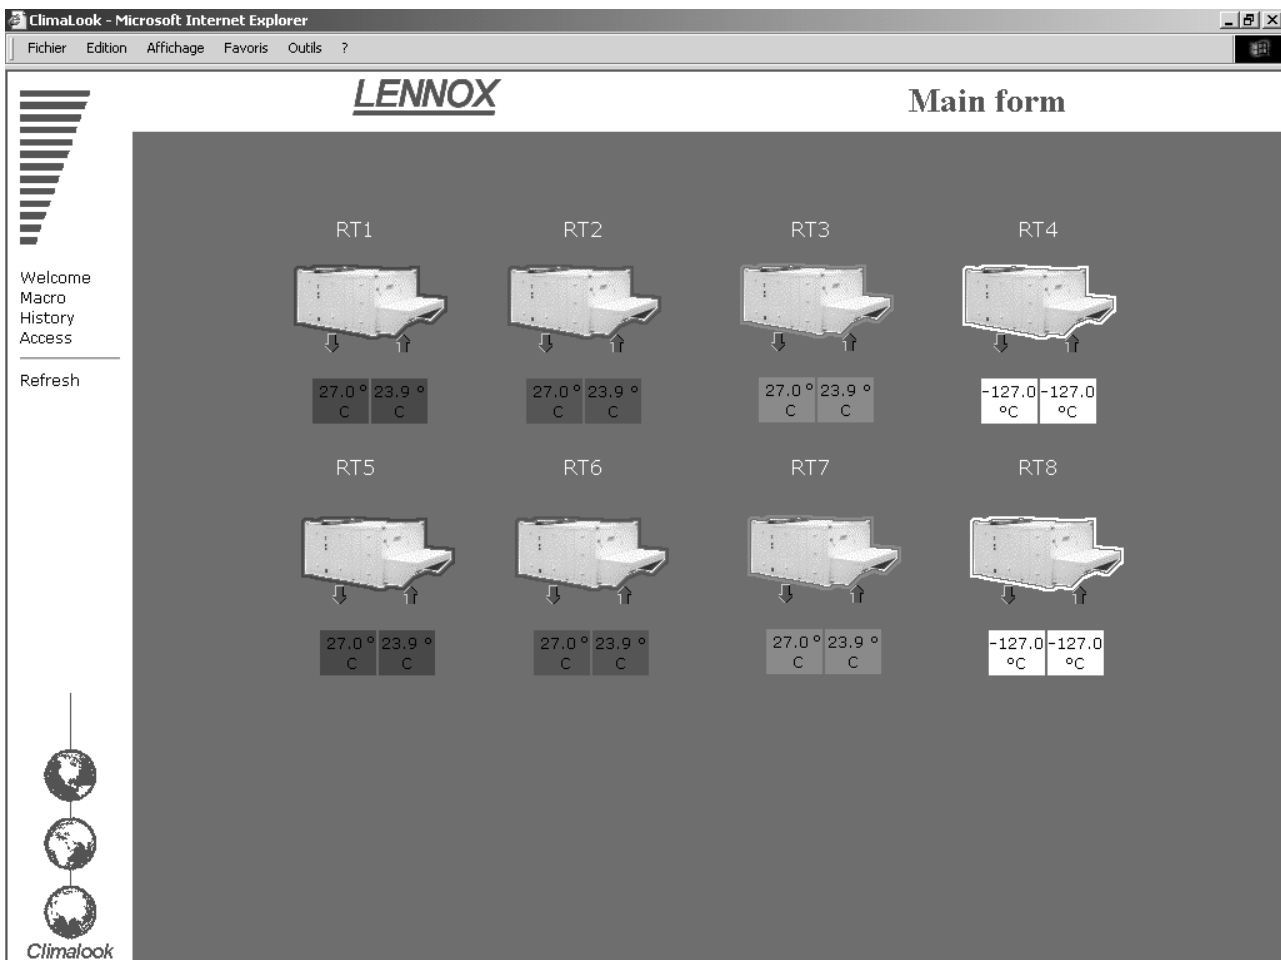 ClimaLook - Microsoft Internet Explorer
Fichier Edition Affichage Favoris Outils ?
LENNOX
Main form
Welcome
Macro
History
Access
Refresh
RT1 RT2 RT3 RT4
27.0 ° 23.9 ° 27.0 ° 23.9 ° 27.0 ° 23.9 ° -127.0 -127.0
C C C C C C °C °C
RT5 RT6 RT7 RT8
27.0 ° 23.9 ° 27.0 ° 23.9 ° 27.0 ° 23.9 ° -127.0 -127.0
C C C C C C °C °C
Climalook